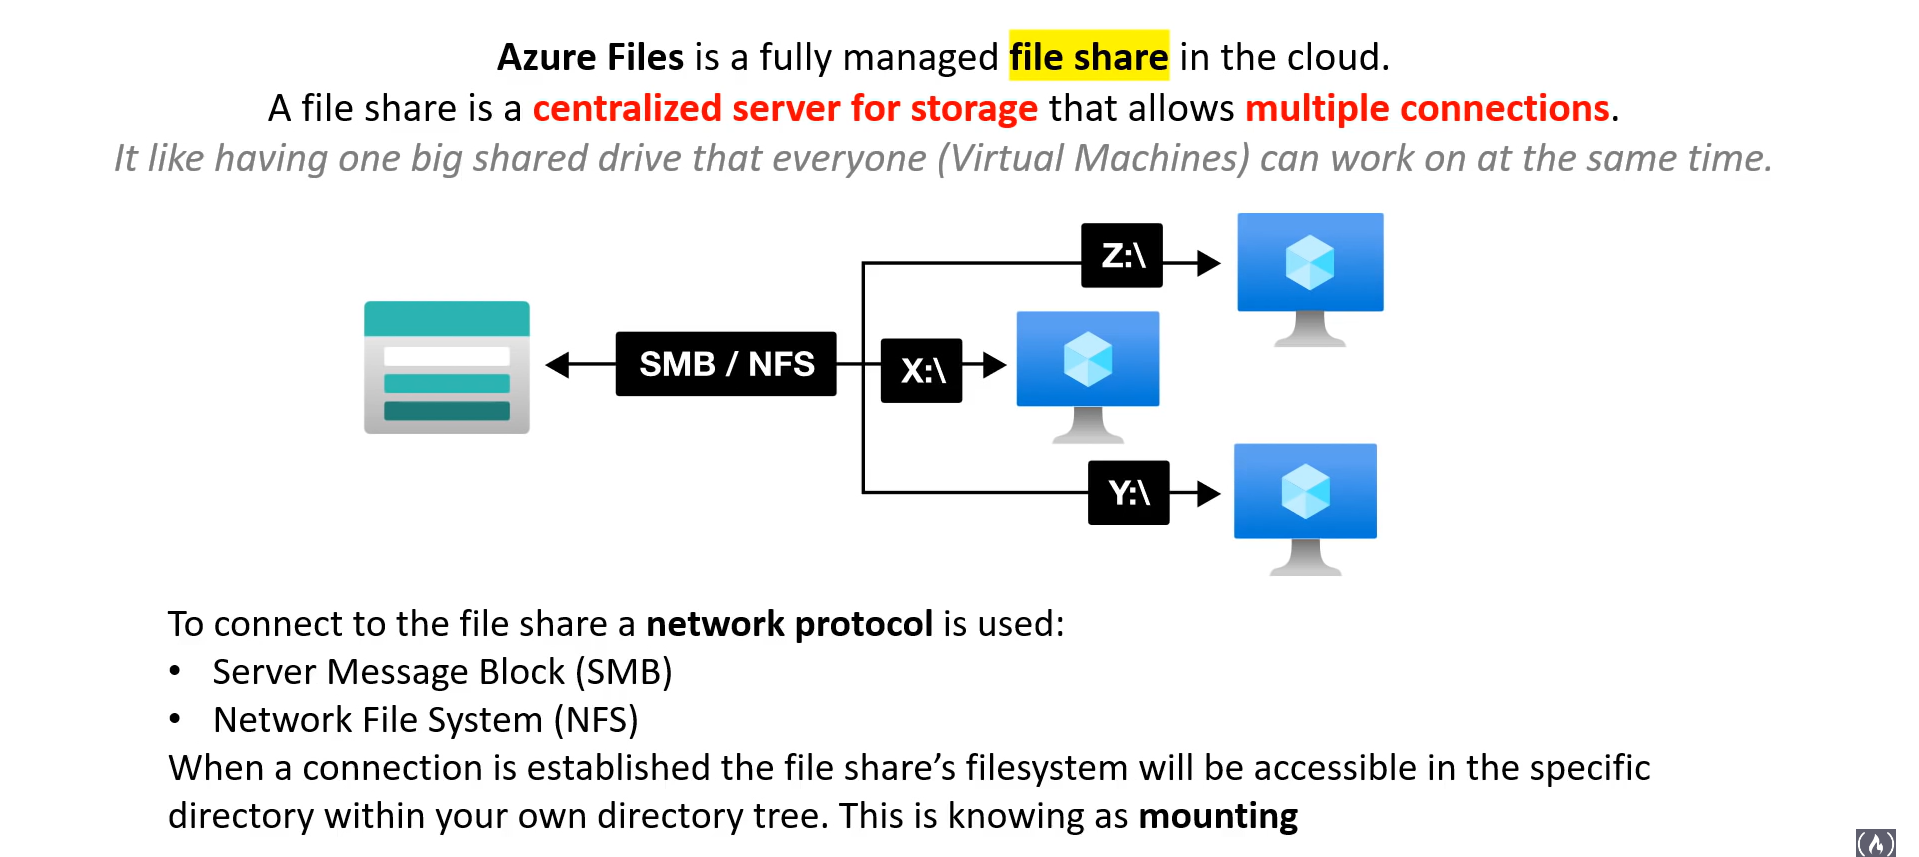 Azure Files is a fully managed file share in the cloud.
A file share is a centralized server for storage that allows multiple connections.
It like having one big shared drive that everyone (Virtual Machines) can work on at the same time.
Z:\
SMB / NFS
X:\
Y:\
To connect to the file share a network protocol is used:
• Server Message Block (SMB)
• Network File System (NFS)
When a connection is established the file share’s filesystem will be accessible in the specific
directory within your own directory tree. This is knowing as mounting